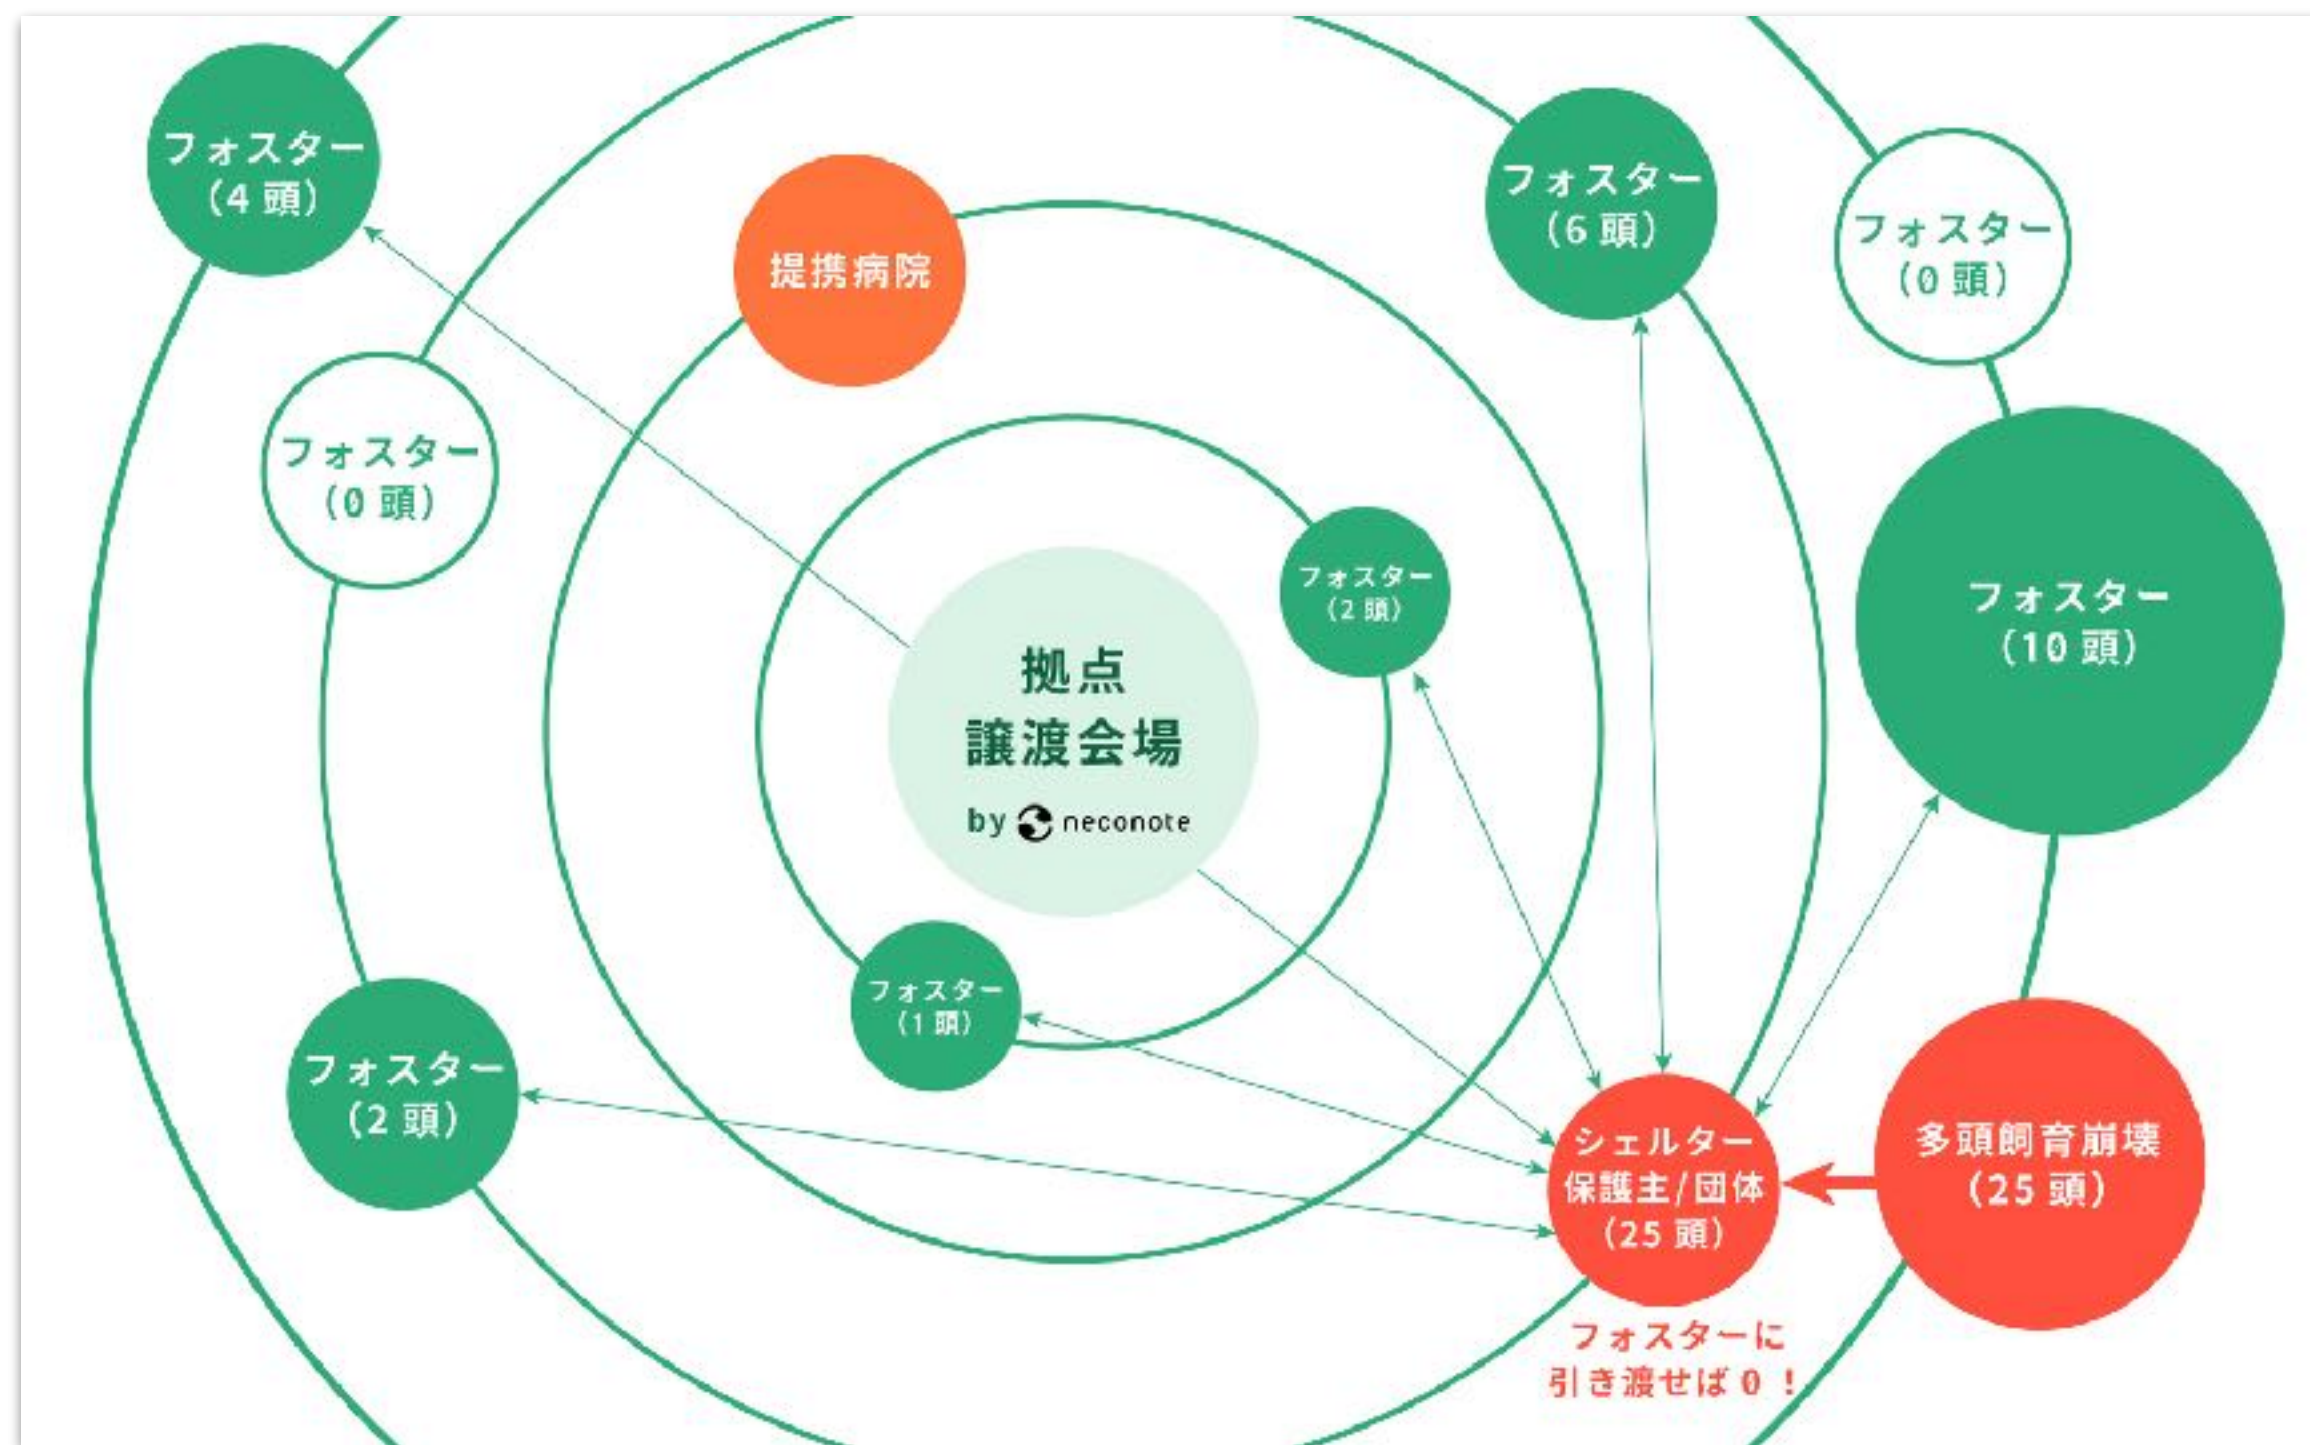 フォスター
（4 頭）
提携病院
フォスター
（6 頭）
フォスター
（0 頭）
フォスター
（0 頭）
フォスター
（2 頭）
フォスター
（10 頭）
拠点
譲渡会場
by neconote
フォスター
（1 頭）
フォスター
（2 頭）
シェルター
保護主/団体
（25 頭）
多頭飼育崩壊
（25 頭）
フォスターに
引き渡せば 0 ！